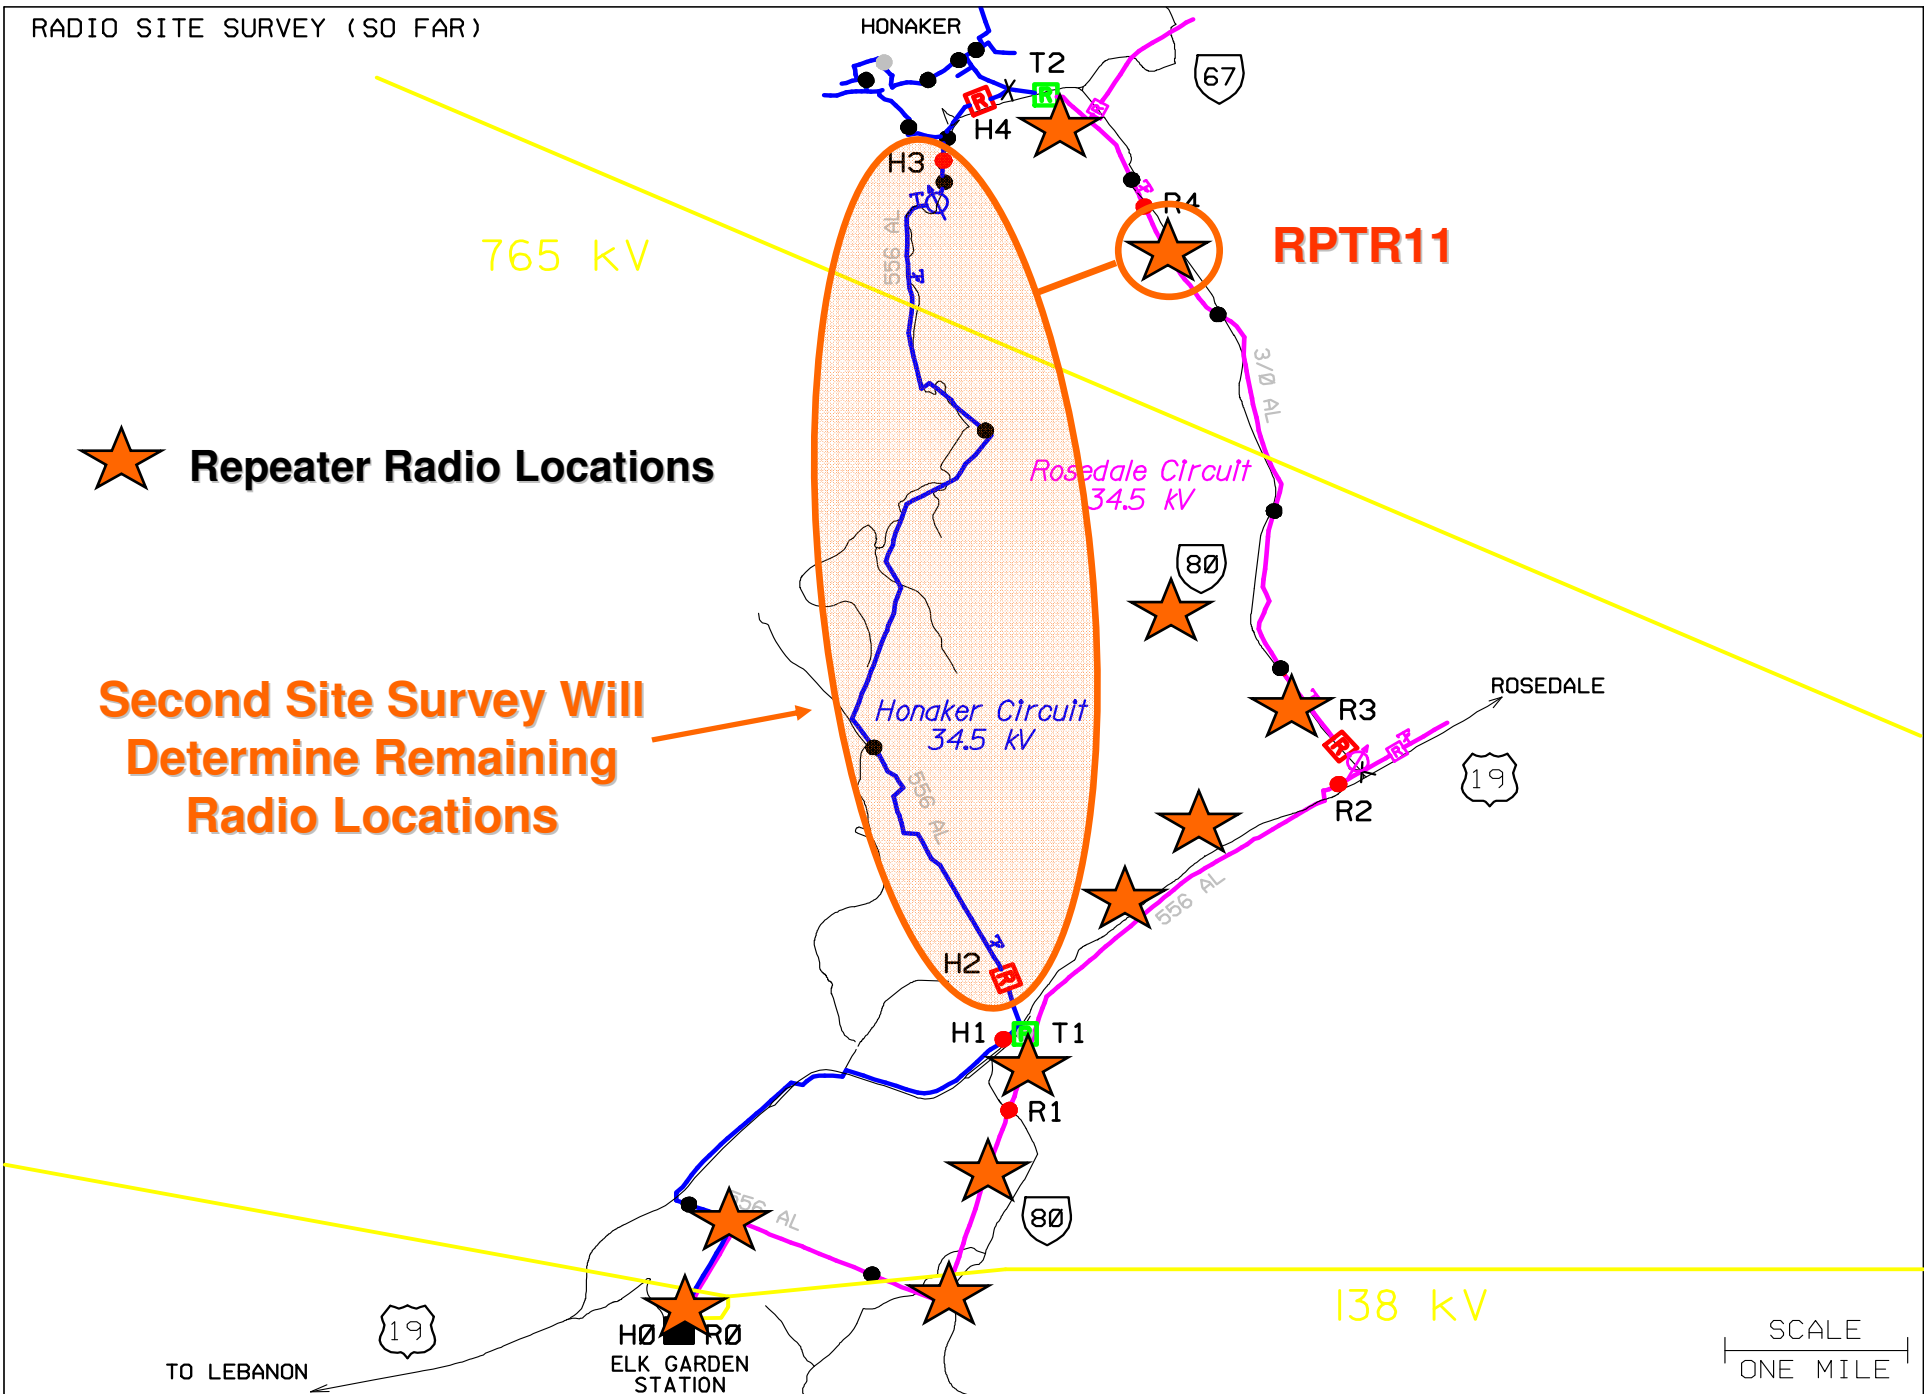 RADIO SITE SURVEY (SO FAR)
HONAKER
T2
67
R
R
R
H4
H3
R4
556 AL
765 kV
RPTR11
3/0 AL
Repeater Radio Locations
Rosedale Circuit
34.5 kV
80
Second Site Survey Will
Determine Remaining
Radio Locations
ROSEDALE
Honaker Circuit
34.5 kV
R3
R
R
19
R2
556 AL
556 AL
H2
R
H1
T1
R1
556 AL
80
138 kV
19
H0
R0
ELK GARDEN
STATION
TO LEBANON
SCALE
ONE MILE